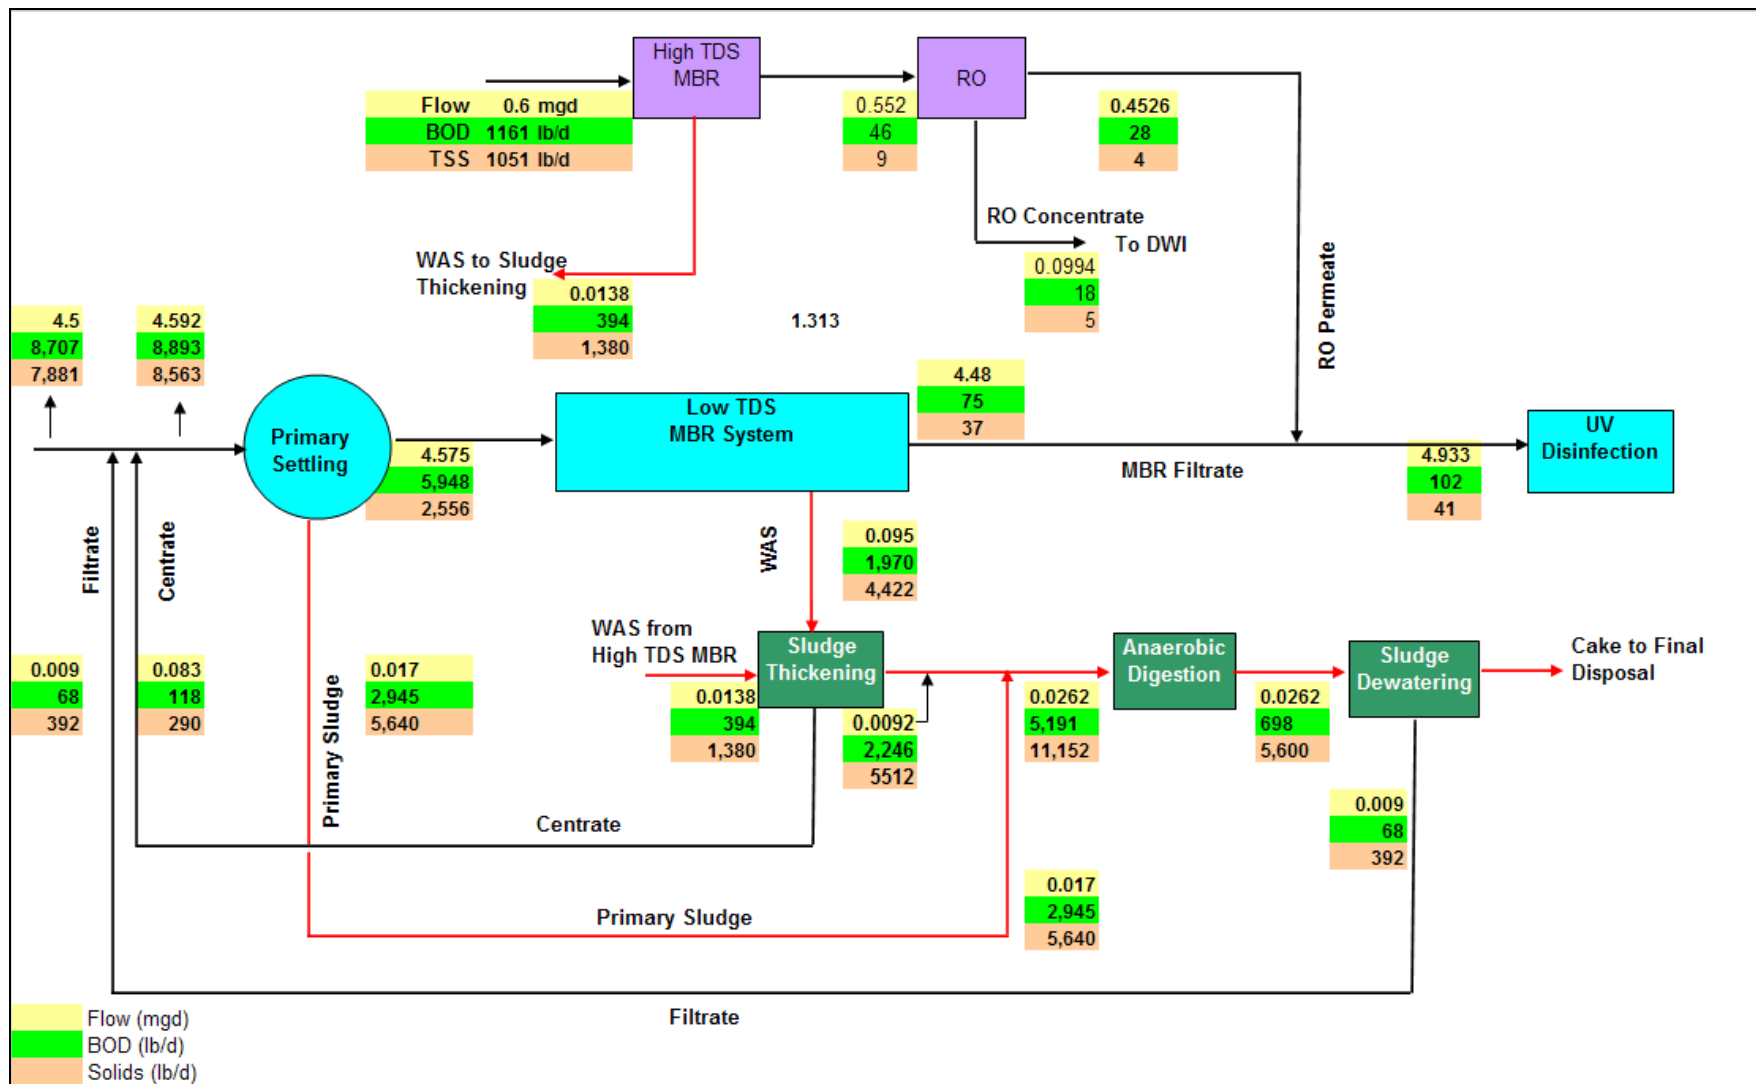 High TDS
MBR
RO
Flow 0.6 mgd
BOD 1161 lb/d
TSS 1051 lb/d
0.552
46
9
0.4526
28
4
RO Concentrate
To DWI
0.0994
18
5
WAS to Sludge
Thickening
0.0138
394
1,380
1.313
RO Permeate
4.5
8,707
7,881
4.592
8,893
8,563
Primary
Settling
4.575
5,948
2,556
Low TDS
MBR System
4.48
75
37
MBR Filtrate
4.933
102
41
UV
Disinfection
Filtrate
Centrate
WAS
0.095
1,970
4,422
0.009
68
392
0.083
118
290
Primary Sludge
0.017
2,945
5,640
WAS from
High TDS MBR
0.0138
394
1,380
Sludge
Thickening
0.0092
2,246
5512
0.0262
5,191
11,152
Anaerobic
Digestion
0.0262
698
5,600
Sludge
Dewatering
Cake to Final
Disposal
0.009
68
392
Centrate
Primary Sludge
0.017
2,945
5,640
Filtrate
Flow (mgd)
BOD (lb/d)
Solids (lb/d)